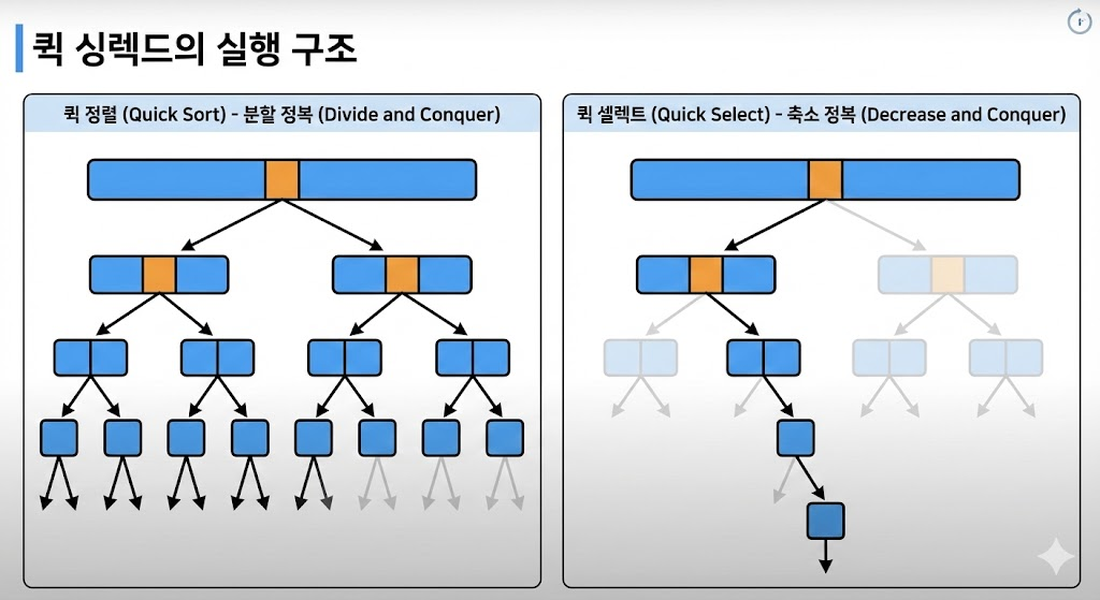 퀵 싱렉드의 실행 구조
퀵 정렬 (Quick Sort) - 분할 정복 (Divide and Conquer)
퀵 셀렉트 (Quick Select) - 축소 정복 (Decrease and Conquer)